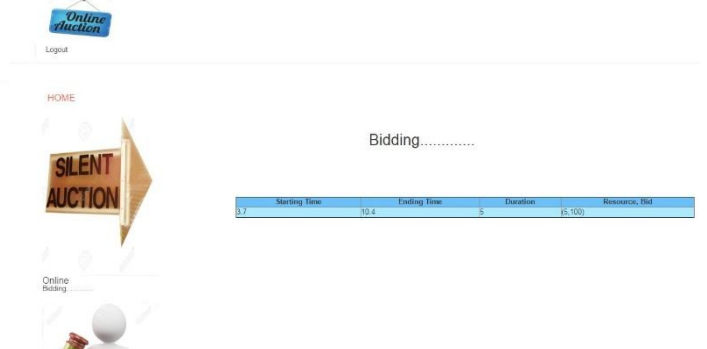 Online
Auction
Logout
HOME
SILENT
AUCTION
Bidding.............
Starting Time Ending Time Duration Resource, Bid
3.7 10.4 5 (5,100)
Online
Bidding.............